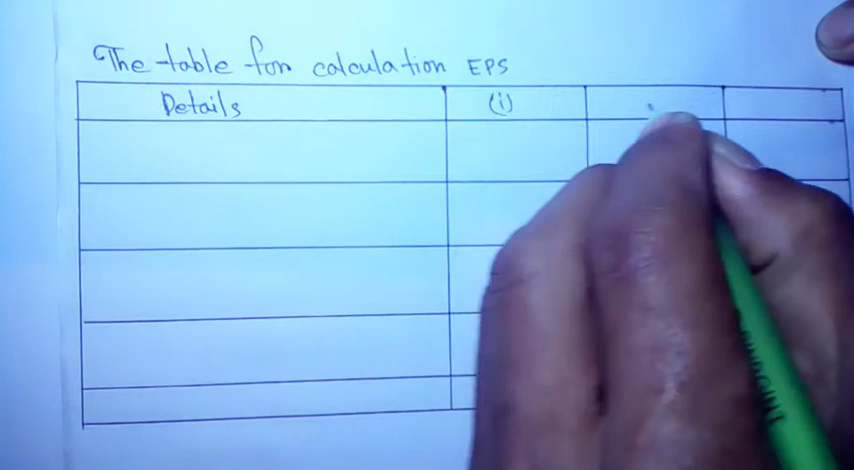 The table for calculation EPS
Details (i)